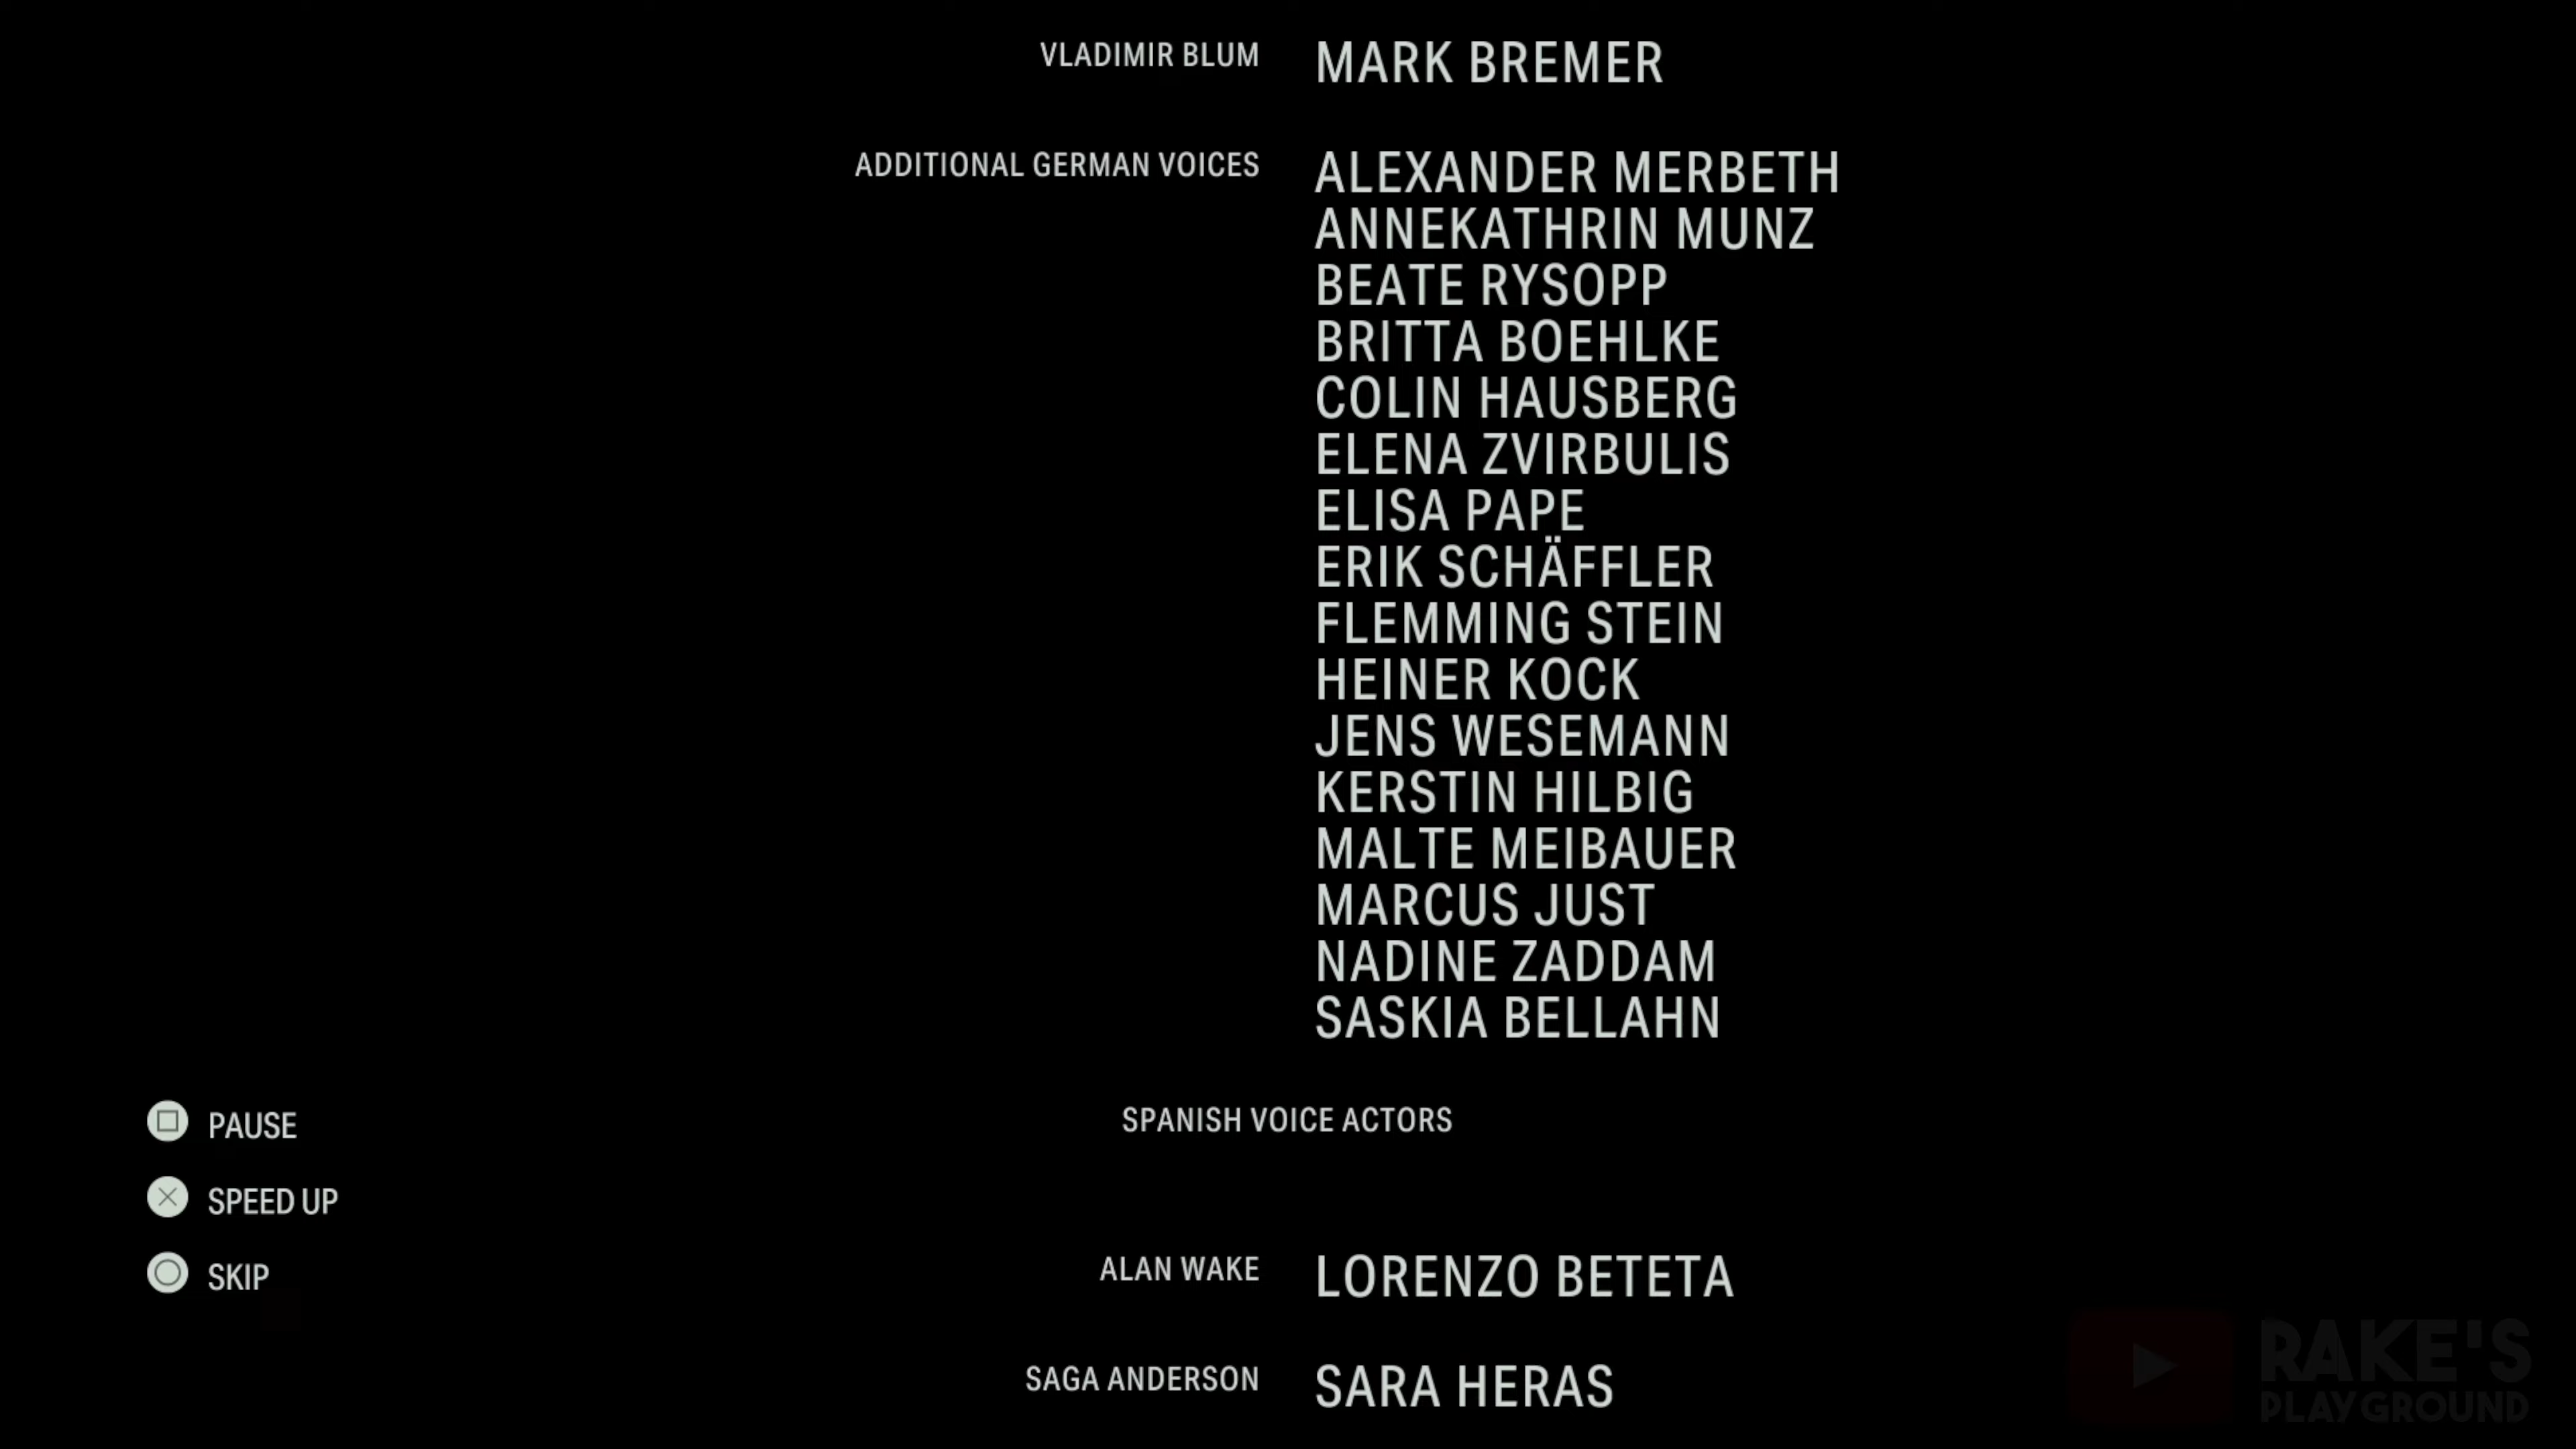 VLADIMIR BLUM MARK BREMER
ADDITIONAL GERMAN VOICES ALEXANDER MERBETH
ANNEKATHRIN MUNZ
BEATE RYSOPP
BRITTA BOEHLKE
COLIN HAUSBERG
ELENA ZVIRBULIS
ELISA PAPE
ERIK SCHÄFFLER
FLEMMING STEIN
HEINER KOCK
JENS WESEMANN
KERSTIN HILBIG
MALTE MEIBAUER
MARCUS JUST
NADINE ZADDAM
SASKIA BELLAHN
SPANISH VOICE ACTORS
PAUSE
SPEED UP
SKIP
ALAN WAKE LORENZO BETETA
SAGA ANDERSON SARA HERAS
RAKE'S
PLAYGROUND